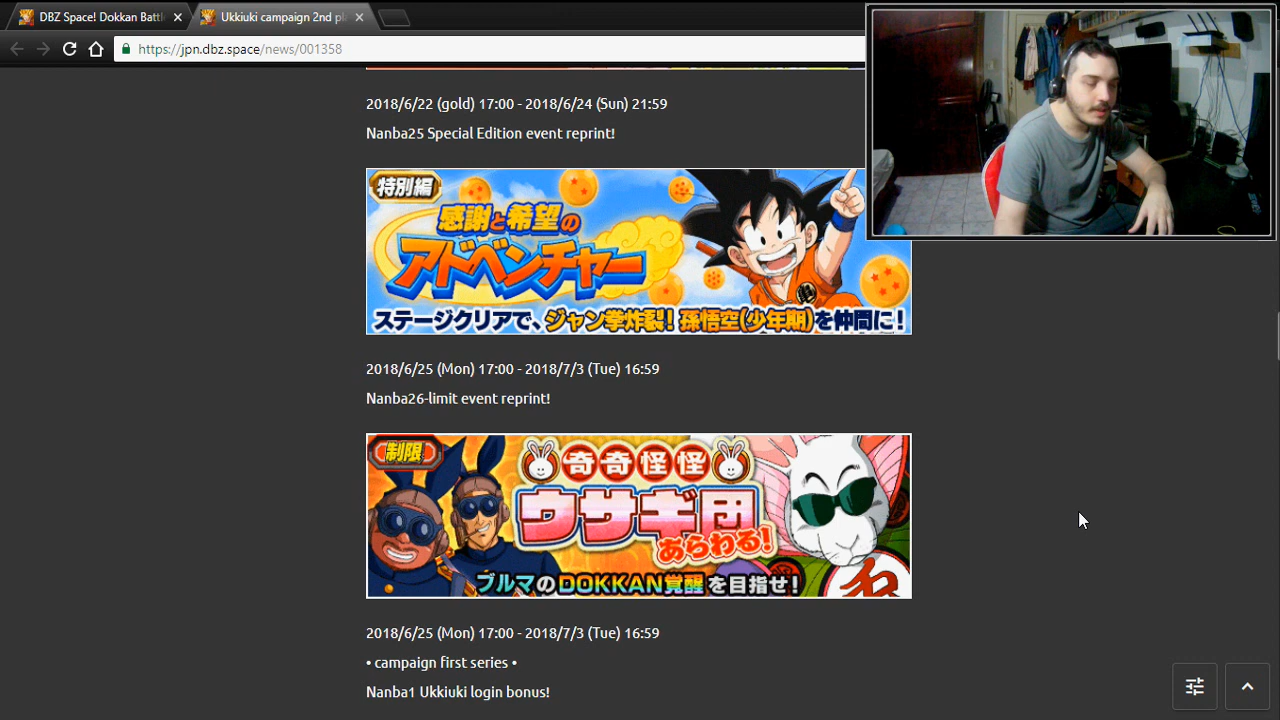 DBZ Space! Dokkan Battl
Ukkiuki campaign 2nd pl
https://jpn.dbz.space/news/001358
2018/6/22 (gold) 17:00 - 2018/6/24 (Sun) 21:59
Nanba25 Special Edition event reprint!
特別編
感謝と希望の
アドベンチャー
ステージクリアで、ジャン拳炸裂!孫悟空(少年期)を仲間に!
2018/6/25 (Mon) 17:00 - 2018/7/3 (Tue) 16:59
Nanba26-limit event reprint!
制限
奇奇怪怪
ウサギ団
あらわる!
ブルマのDOKKAN覚醒を目指せ!
2018/6/25 (Mon) 17:00 - 2018/7/3 (Tue) 16:59
• campaign first series •
Nanba1 Ukkiuki login bonus!